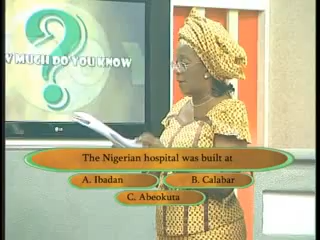 W MUCH DO YOU KNOW
The Nigerian hospital was built at
A. Ibadan
B. Calabar
C. Abeokuta